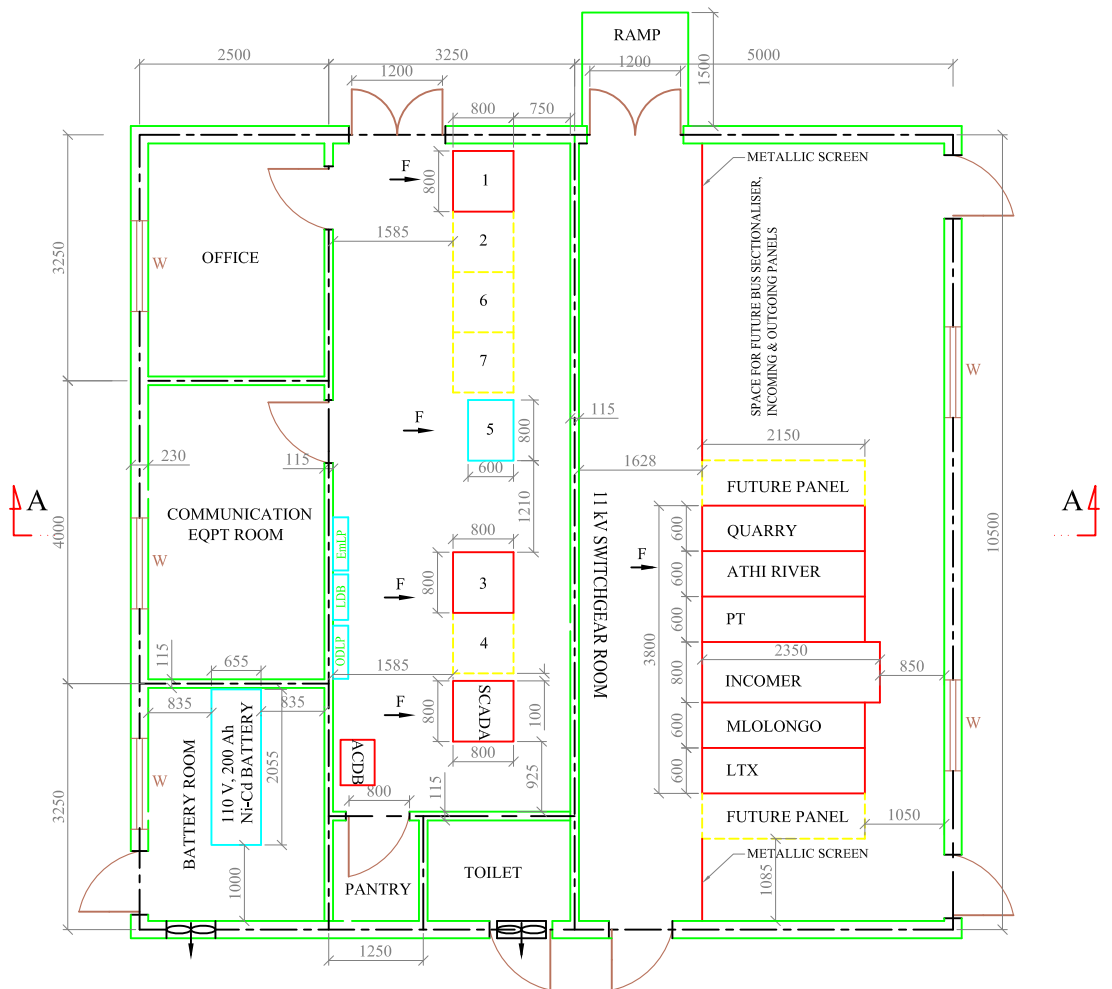 RAMP
2500
3250
5000
1200
1200
1500
800
750
METALLIC SCREEN
F
1
800
SPACE FOR FUTURE BUS SECTIONALISER,
INCOMING & OUTGOING PANELS
1585
2
OFFICE
3250
W
6
7
W
115
5
800
F
600
2150
230
115
1628
1210
FUTURE PANEL
A
A
COMMUNICATION
EQPT ROOM
4000
10500
11 kV SWITCHGEAR ROOM
EmLP
800
QUARRY
600
F
W
LDB
F
800
3
ATHI RIVER
600
PT
600
ODLP
4
3800
115
655
1585
2350
850
INCOMER
800
835
835
F
800
SCADA
100
W
MLOLONGO
600
110 V, 200 Ah
Ni-Cd BATTERY
2055
ACDB
800
925
LTX
600
BATTERY ROOM
W
800
115
FUTURE PANEL
1050
1000
PANTRY
TOILET
METALLIC SCREEN
1085
3250
1250